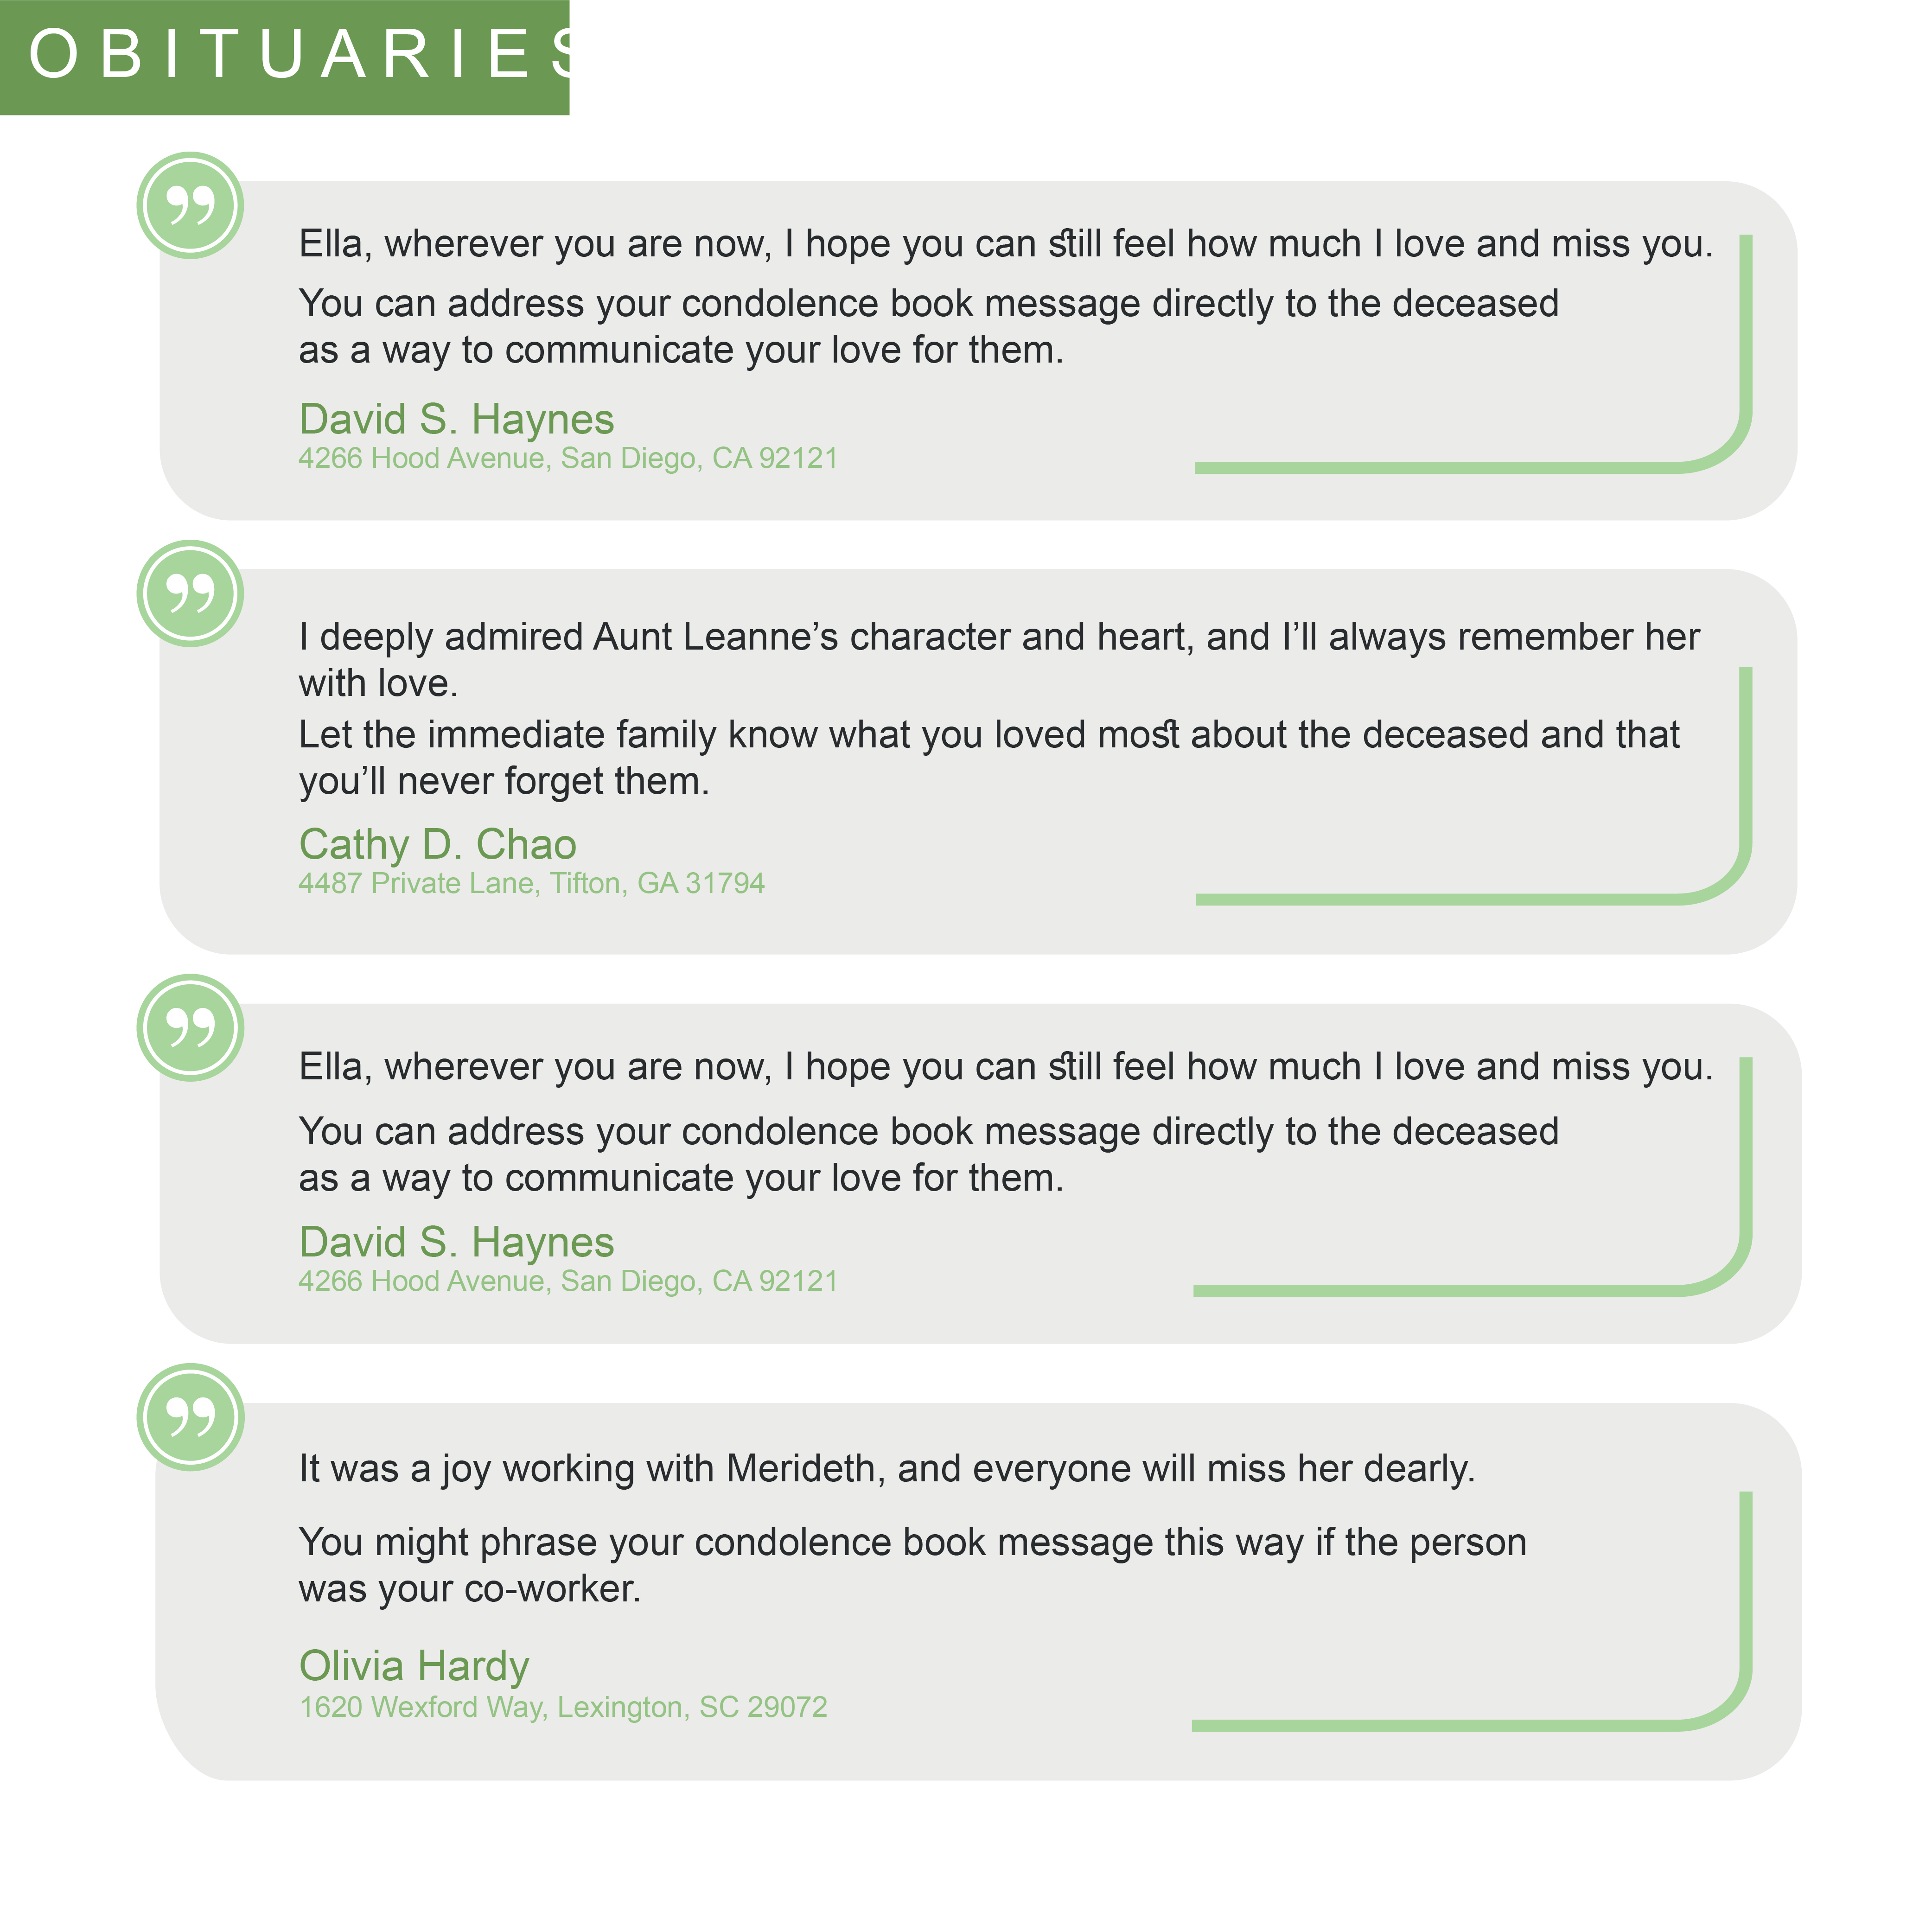 OBITUARIES
Ella, wherever you are now, I hope you can still feel how much I love and miss you.
You can address your condolence book message directly to the deceased
as a way to communicate your love for them.
David S. Haynes
4266 Hood Avenue, San Diego, CA 92121
I deeply admired Aunt Leanne’s character and heart, and I’ll always remember her
with love.
Let the immediate family know what you loved most about the deceased and that
you’ll never forget them.
Cathy D. Chao
4487 Private Lane, Tifton, GA 31794
Ella, wherever you are now, I hope you can still feel how much I love and miss you.
You can address your condolence book message directly to the deceased
as a way to communicate your love for them.
David S. Haynes
4266 Hood Avenue, San Diego, CA 92121
It was a joy working with Merideth, and everyone will miss her dearly.
You might phrase your condolence book message this way if the person
was your co-worker.
Olivia Hardy
1620 Wexford Way, Lexington, SC 29072